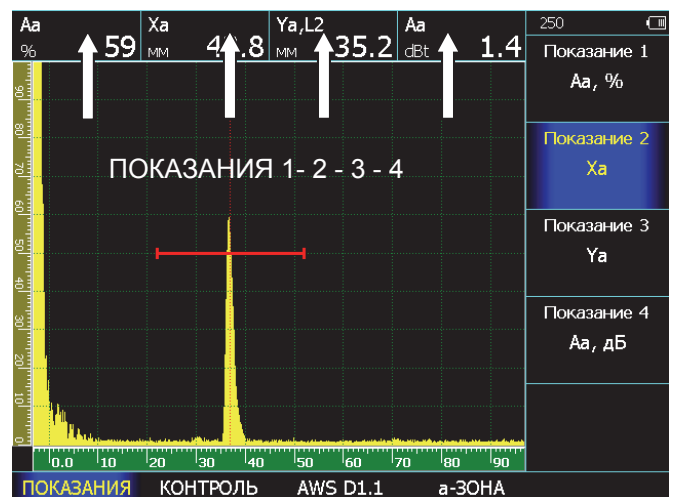 Aa
% 59
Xa
мм
Ya,L2
мм 35.2
Aa
dBt 1.4
250
Показание 1
Aa, %
Показание 2
Xa
Показание 3
Ya
Показание 4
Aa, дБ
ПОКАЗАНИЯ 1- 2 - 3 - 4
90
80
70
60
50
40
30
20
10
0
0.0 10 20 30 40 50 60 70 80 90
ПОКАЗАНИЯ КОНТРОЛЬ AWS D1.1 а-ЗОНА